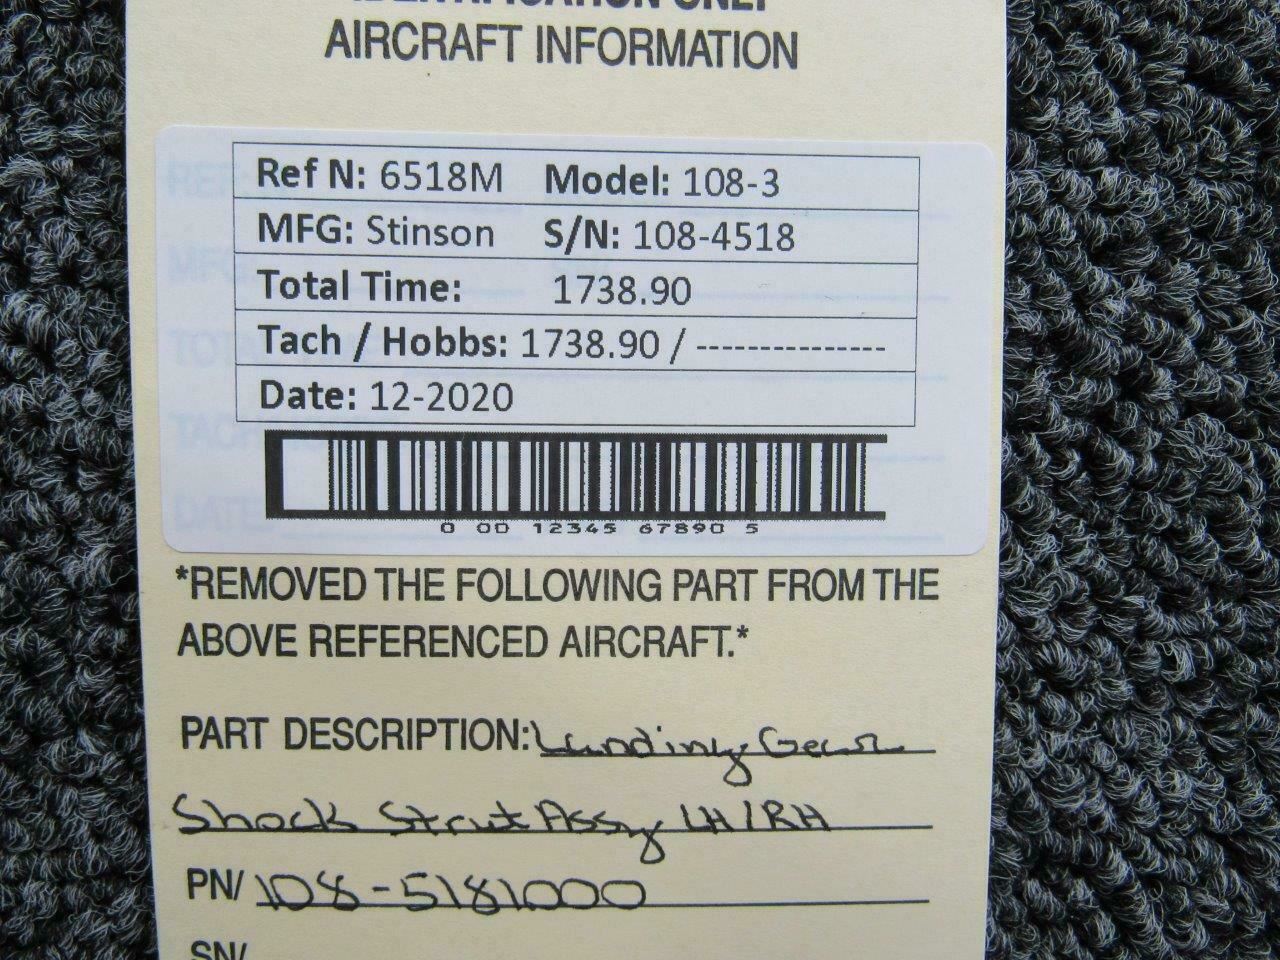 IDENTIFICATION ONLY
AIRCRAFT INFORMATION
Ref N: 6518M Model: 108-3
MFG: Stinson S/N: 108-4518
Total Time: 1738.90
Tach / Hobbs: 1738.90 / ---------------
Date: 12-2020
0 00 12345 67890 5
*REMOVED THE FOLLOWING PART FROM THE
ABOVE REFERENCED AIRCRAFT.*
PART DESCRIPTION: Landing Gear
Shock Strut Assy LH/RH
PN/ 108-5181000
SN/